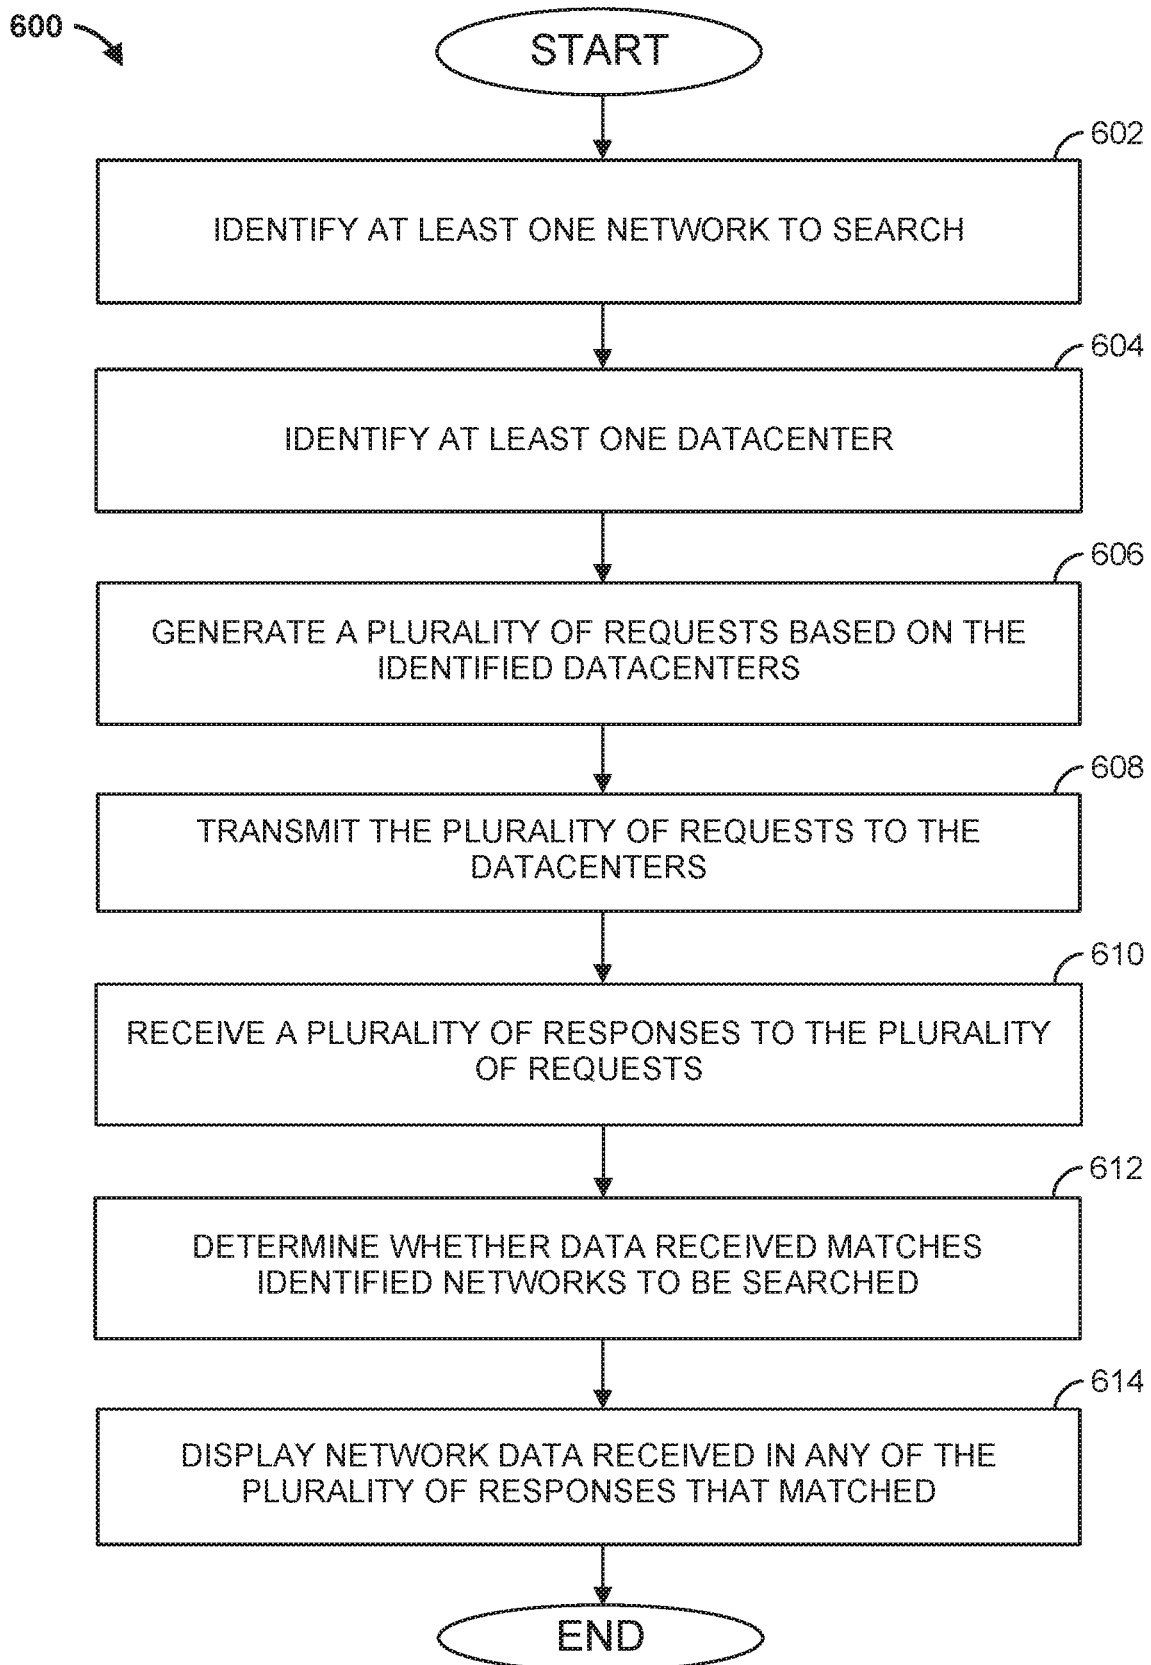 600
START
602
IDENTIFY AT LEAST ONE NETWORK TO SEARCH
604
IDENTIFY AT LEAST ONE DATACENTER
606
GENERATE A PLURALITY OF REQUESTS BASED ON THE
IDENTIFIED DATACENTERS
608
TRANSMIT THE PLURALITY OF REQUESTS TO THE
DATACENTERS
610
RECEIVE A PLURALITY OF RESPONSES TO THE PLURALITY
OF REQUESTS
612
DETERMINE WHETHER DATA RECEIVED MATCHES
IDENTIFIED NETWORKS TO BE SEARCHED
614
DISPLAY NETWORK DATA RECEIVED IN ANY OF THE
PLURALITY OF RESPONSES THAT MATCHED
END